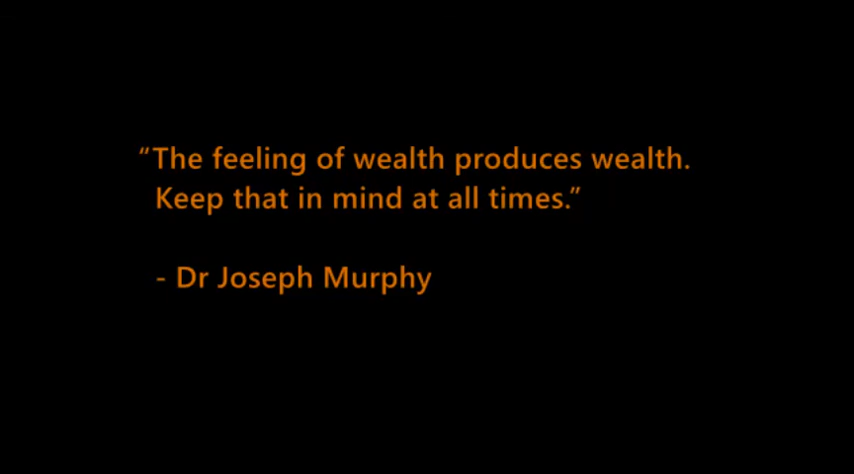 “The feeling of wealth produces wealth.
Keep that in mind at all times.”
- Dr Joseph Murphy